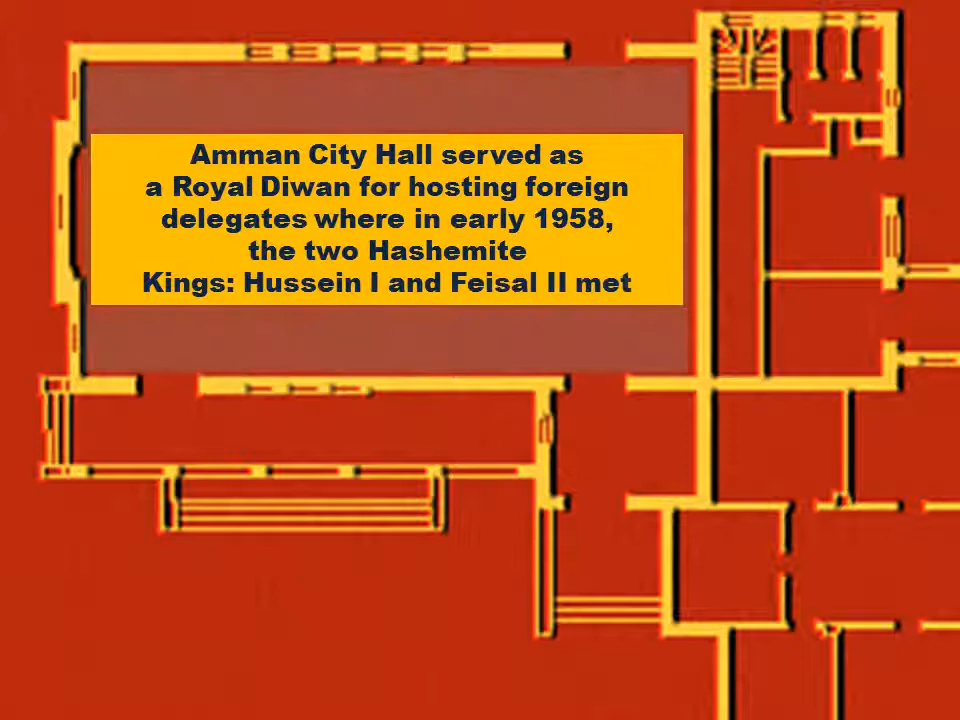 Amman City Hall served as
a Royal Diwan for hosting foreign
delegates where in early 1958,
the two Hashemite
Kings: Hussein I and Feisal II met